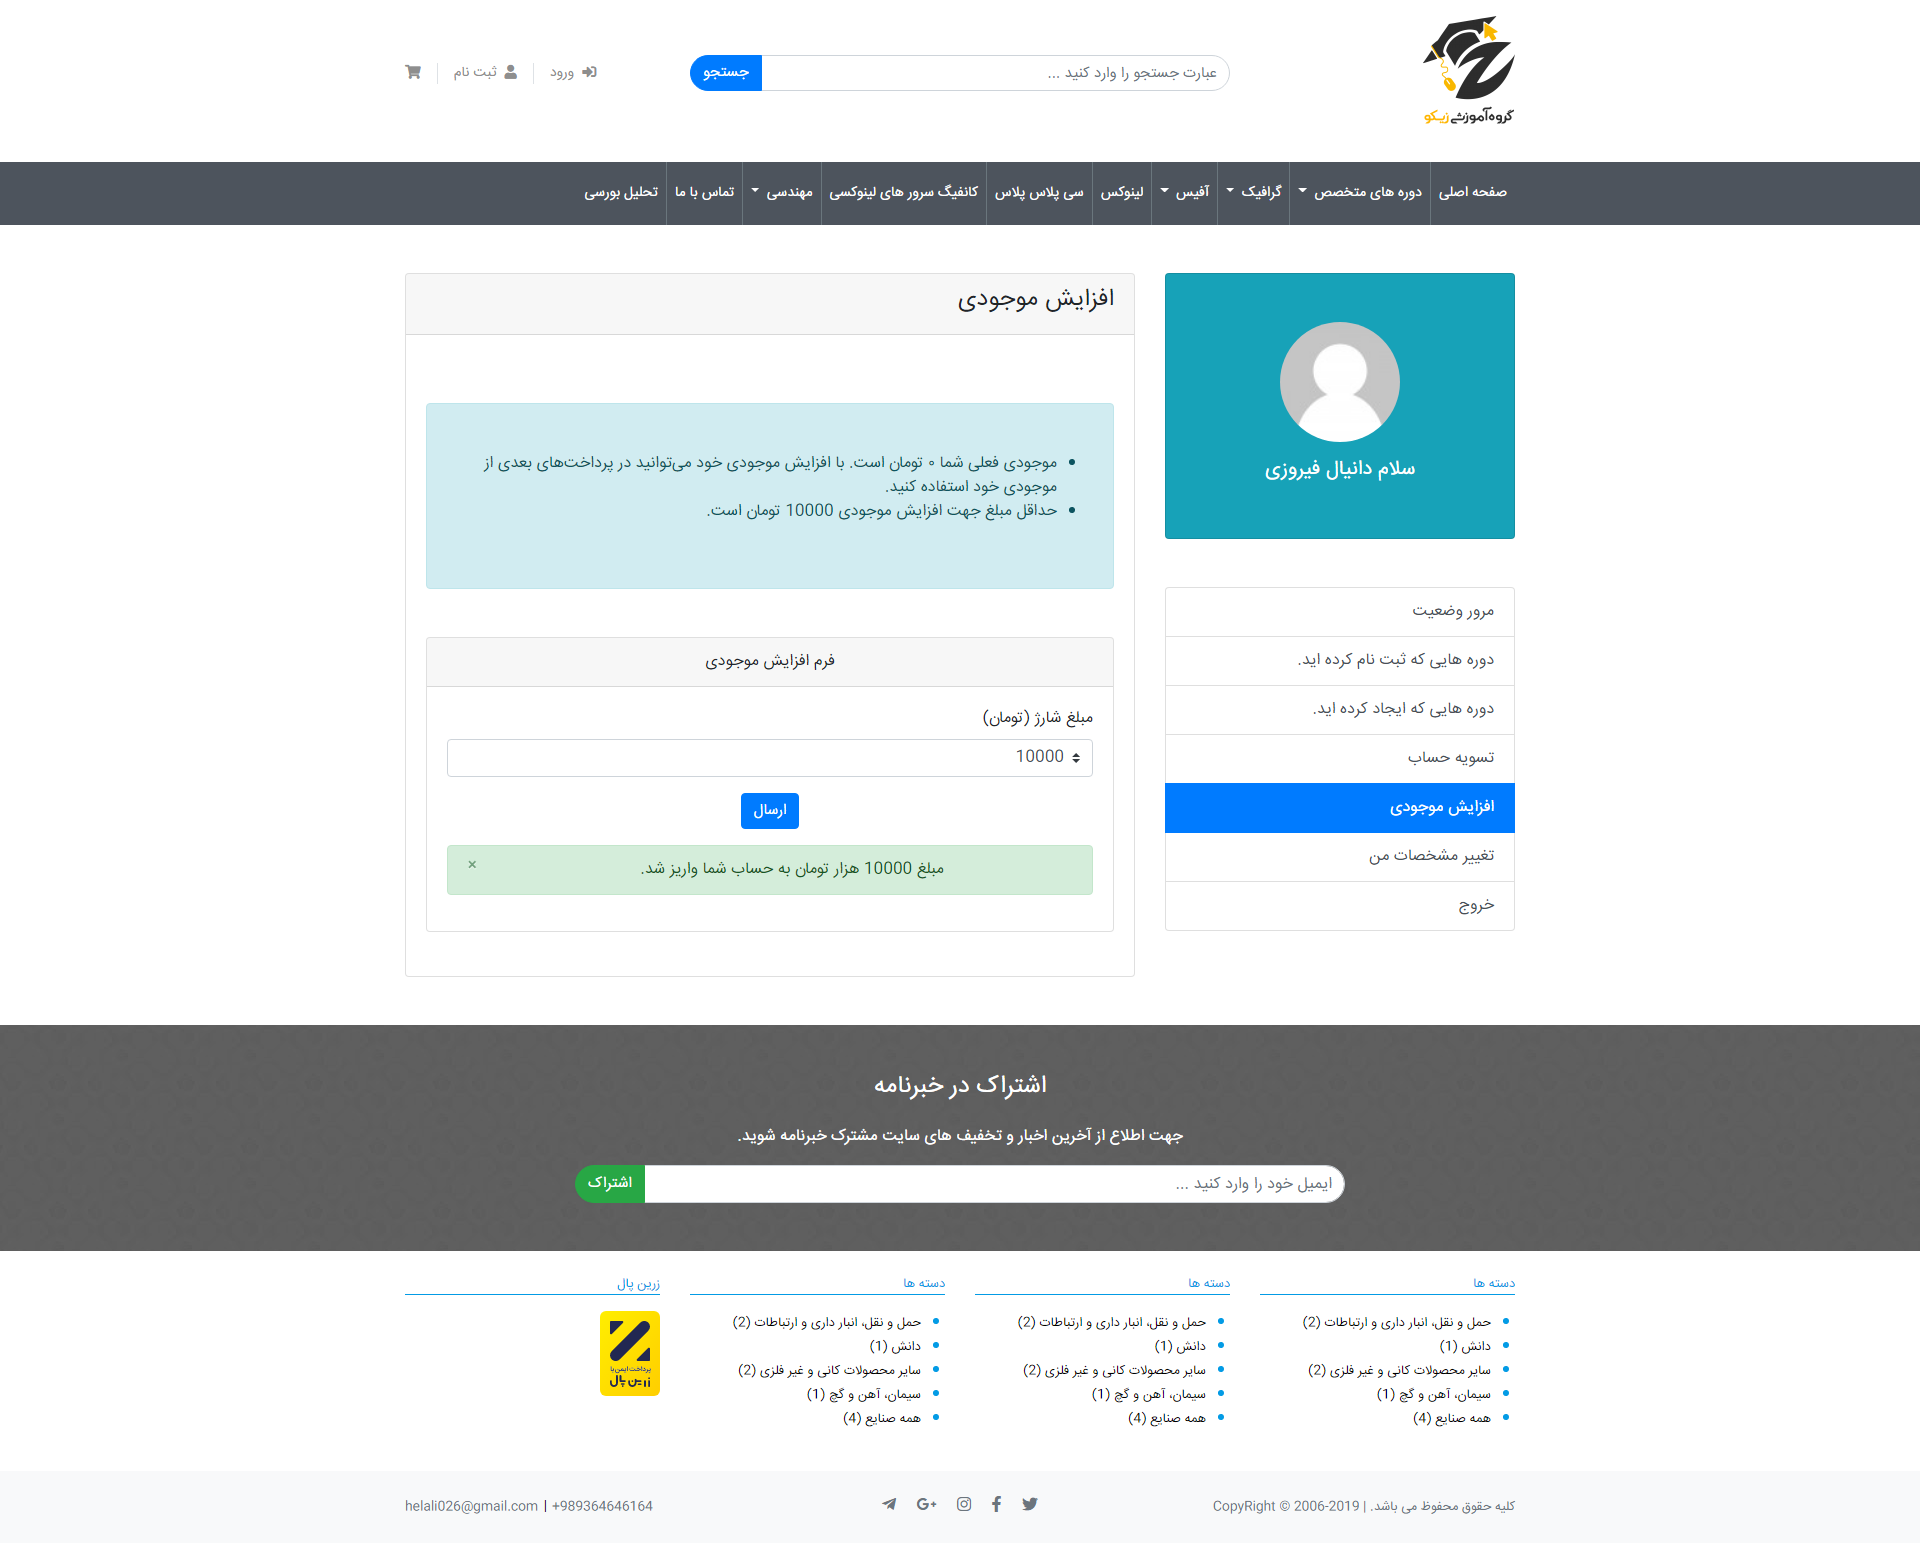 گروه‌آموزشی زیکو
عبارت جستجو را وارد کنید ...
جستجو
ورود
ثبت نام
صفحه اصلی
دوره های متخصص
گرافیک
آفیس
لینوکس
سی پلاس پلاس
کانفیگ سرور های لینوکسی
مهندسی
تماس با ما
تحلیل بورسی
سلام دانیال فیروزی
مرور وضعیت
دوره هایی که ثبت نام کرده اید.
دوره هایی که ایجاد کرده اید.
تسویه حساب
افزایش موجودی
تغییر مشخصات من
خروج
افزایش موجودی
موجودی فعلی شما ۰ تومان است. با افزایش موجودی خود می‌توانید در پرداخت‌های بعدی از
موجودی خود استفاده کنید.
حداقل مبلغ جهت افزایش موجودی 10000 تومان است.
فرم افزایش موجودی
مبلغ شارژ (تومان)
10000
ارسال
مبلغ 10000 هزار تومان به حساب شما واریز شد.
×
اشتراک در خبرنامه
جهت اطلاع از آخرین اخبار و تخفیف های سایت مشترک خبرنامه شوید.
ایمیل خود را وارد کنید ...
اشتراک
دسته ها
حمل و نقل، انبار داری و ارتباطات (2)
دانش (1)
سایر محصولات کانی و غیر فلزی (2)
سیمان، آهن و گچ (1)
همه صنایع (4)
دسته ها
حمل و نقل، انبار داری و ارتباطات (2)
دانش (1)
سایر محصولات کانی و غیر فلزی (2)
سیمان، آهن و گچ (1)
همه صنایع (4)
دسته ها
حمل و نقل، انبار داری و ارتباطات (2)
دانش (1)
سایر محصولات کانی و غیر فلزی (2)
سیمان، آهن و گچ (1)
همه صنایع (4)
زرین پال
پرداخت ایمن با
زرین پال
کلیه حقوق محفوظ می باشد. | CopyRight © 2006-2019
helali026@gmail.com | +989364646164